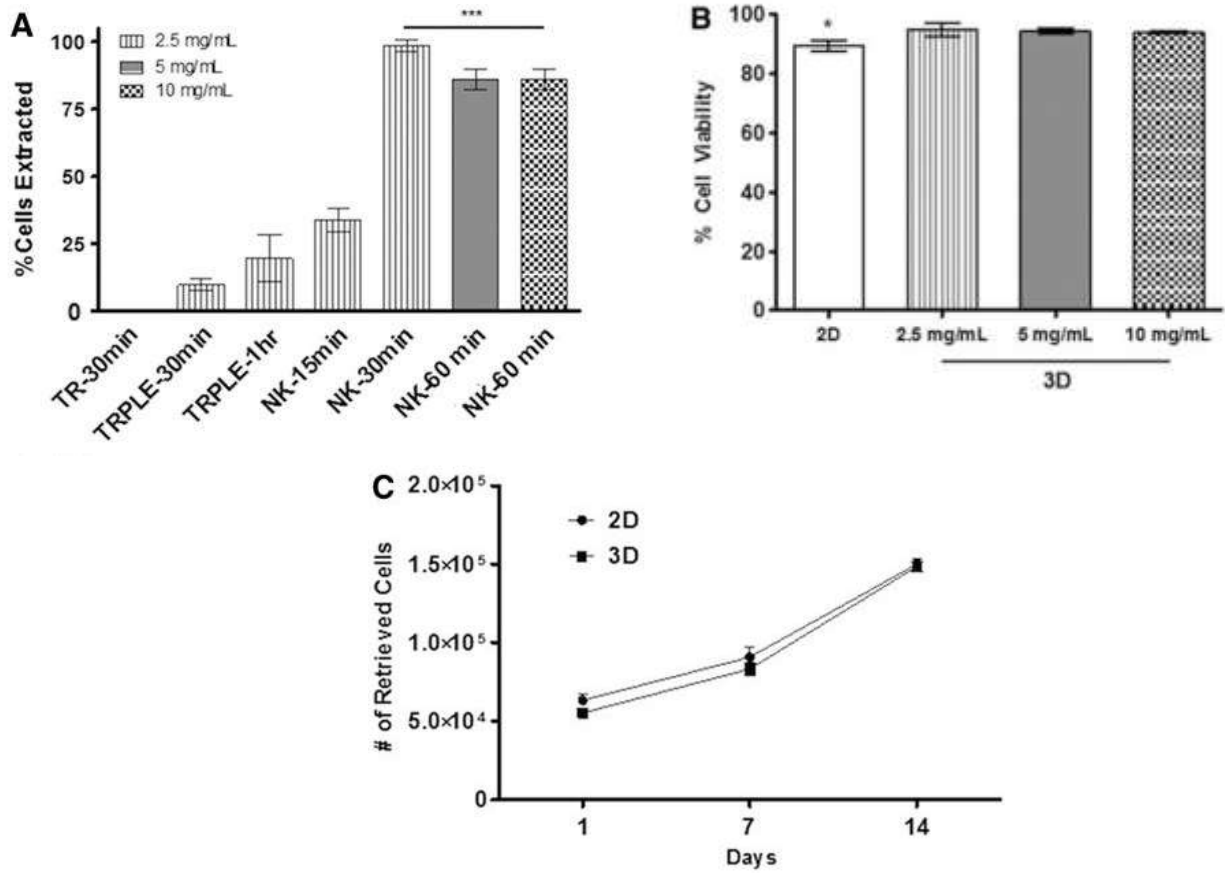 A
***
2.5 mg/mL
5 mg/mL
10 mg/mL
100
75
50
25
0
%Cells Extracted
TR-30min
TRPLE-30min
TRPLE-1hr
NK-15min
NK-30min
NK-60 min
NK-60 min
B
*
100
80
60
40
20
0
% Cell Viability
2D
2.5 mg/mL
5 mg/mL
10 mg/mL
3D
C
2.0×10⁵
1.5×10⁵
1.0×10⁵
5.0×10⁴
0
# of Retrieved Cells
2D
3D
1
7
14
Days